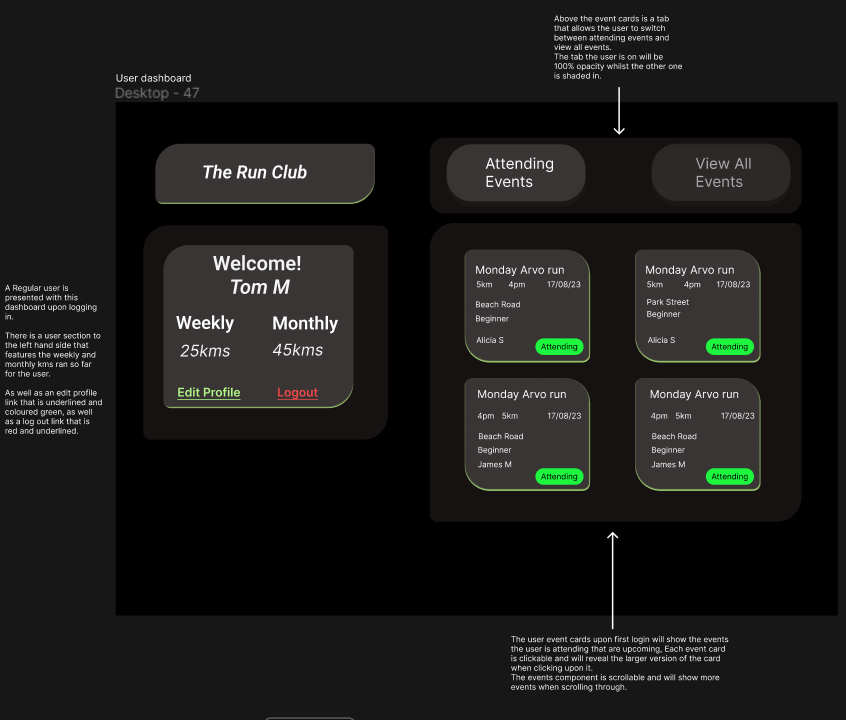 Above the event cards is a tab
that allows the user to switch
between attending events and
view all events.
The tab the user is on will be
100% opacity whilst the other one
is shaded in.
User dashboard
Desktop - 47
The Run Club
Attending
Events
View All
Events
A Regular user is
presented with this
dashboard upon logging
in.
There is a user section to
the left hand side that
features the weekly and
monthly kms ran so far
for the user.
As well as an edit profile
link that is underlined and
coloured green, as well
as a log out link that is
red and underlined.
Welcome!
Tom M
Weekly
Monthly
25kms
45kms
Edit Profile
Logout
Monday Arvo run
5km 4pm 17/08/23
Beach Road
Beginner
Alicia S
Attending
Monday Arvo run
5km 4pm 17/08/23
Park Street
Beginner
Alicia S
Attending
Monday Arvo run
4pm 5km 17/08/23
Beach Road
Beginner
James M
Attending
Monday Arvo run
4pm 5km 17/08/23
Beach Road
Beginner
James M
Attending
The user event cards upon first login will show the events
the user is attending that are upcoming, Each event card
is clickable and will reveal the larger version of the card
when clicking upon it.
The events component is scrollable and will show more
events when scrolling through.